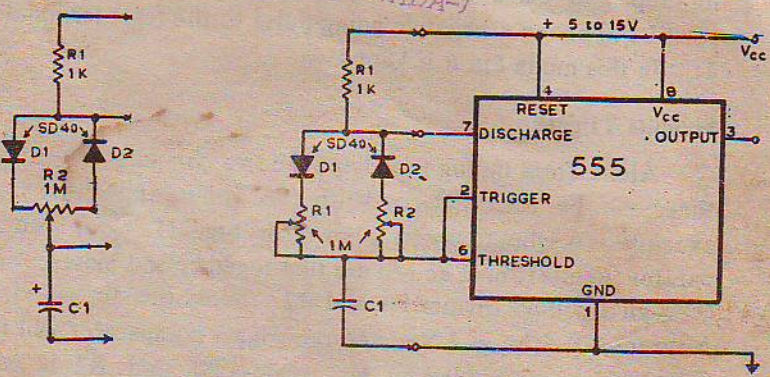 R1
1K
SD40
D1
D2
R2
1M
+
C1
R1
1K
SD40
D1
D2
R1
R2
1M
C1
+ 5 to 15V
Vcc
4
8
RESET
Vcc
7
DISCHARGE
OUTPUT
3
555
2
TRIGGER
6
THRESHOLD
GND
1